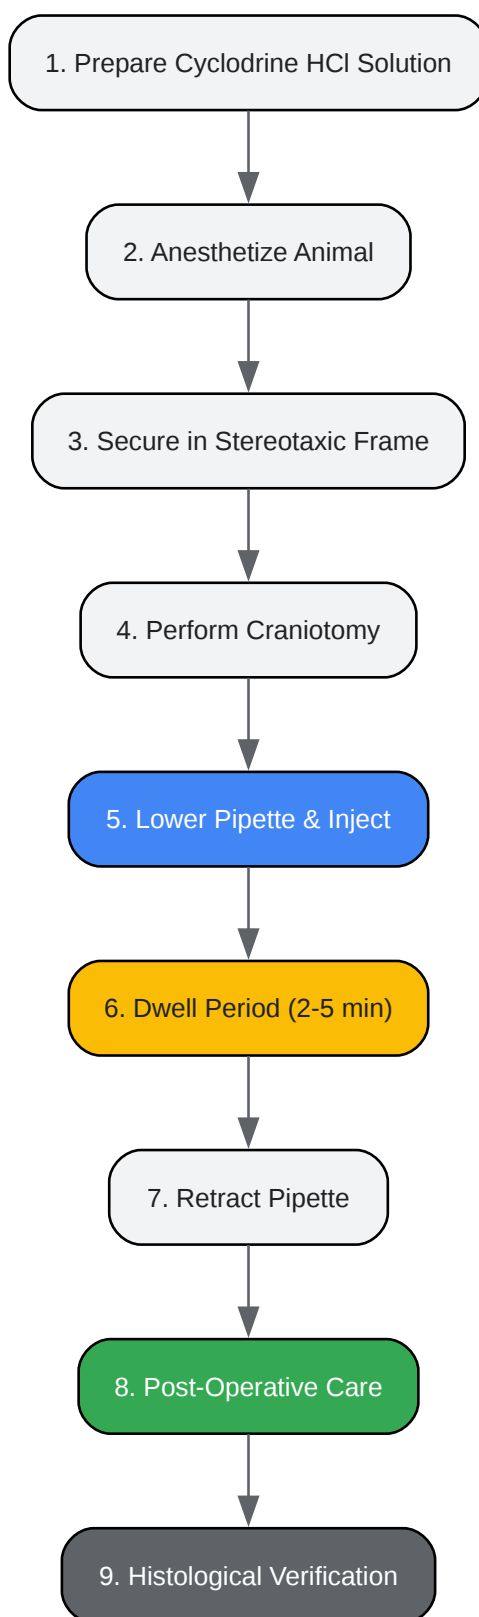 1. Prepare Cyclodrine HCl Solution
2. Anesthetize Animal
3. Secure in Stereotaxic Frame
4. Perform Craniotomy
5. Lower Pipette & Inject
6. Dwell Period (2-5 min)
7. Retract Pipette
8. Post-Operative Care
9. Histological Verification